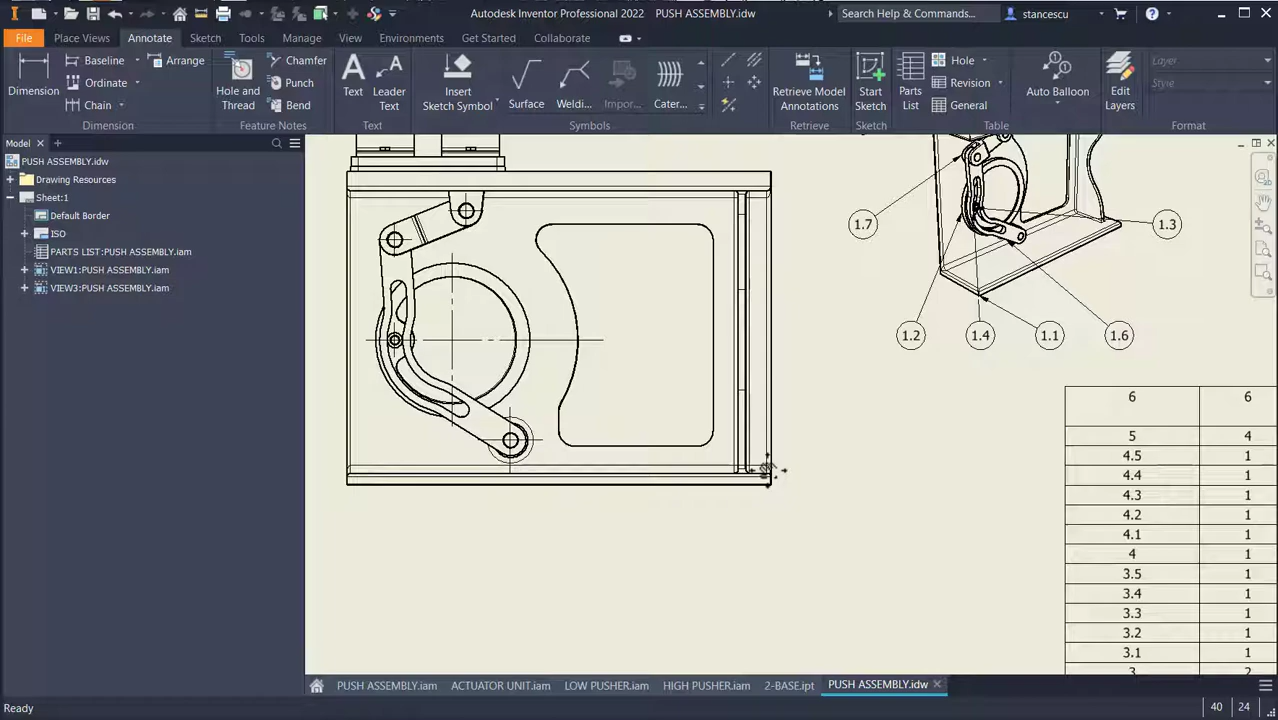 Autodesk Inventor Professional 2022 PUSH ASSEMBLY.idw
Search Help & Commands...
stancescu
File Place Views Annotate Sketch Tools Manage View Environments Get Started Collaborate
Dimension
Baseline
Ordinate
Chain
Arrange
Dimension
Hole and Thread
Chamfer
Punch
Bend
Feature Notes
Text
Leader Text
Text
Insert Sketch Symbol
Surface
Weldi...
Impor...
Cater...
Symbols
Retrieve Model Annotations
Retrieve
Start Sketch
Sketch
Parts List
Hole
Revision
General
Auto Balloon
Table
Edit Layers
Layer
Style
Format
Model
PUSH ASSEMBLY.idw
Drawing Resources
Sheet:1
Default Border
ISO
PARTS LIST:PUSH ASSEMBLY.iam
VIEW1:PUSH ASSEMBLY.iam
VIEW3:PUSH ASSEMBLY.iam
1.7
1.3
1.2
1.4
1.1
1.6
6 6
5 4
4.5 1
4.4 1
4.3 1
4.2 1
4.1 1
4 1
3.5 1
3.4 1
3.3 1
3.2 1
3.1 1
3 2
PUSH ASSEMBLY.iam ACTUATOR UNIT.iam LOW PUSHER.iam HIGH PUSHER.iam 2-BASE.ipt PUSH ASSEMBLY.idw
Ready
40 24